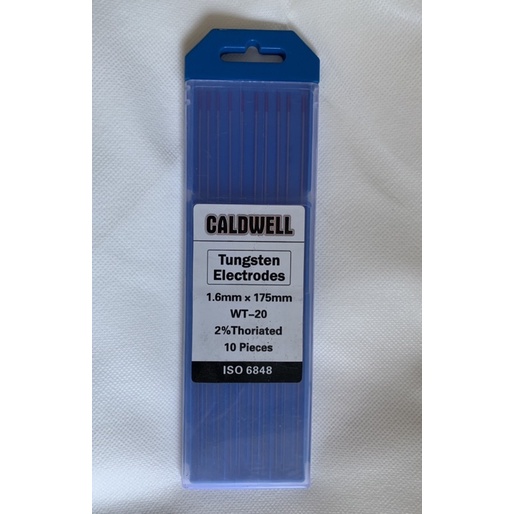 CALDWELL
Tungsten
Electrodes
1.6mm × 175mm
WT-20
2%Thoriated
10 Pieces
ISO 6848